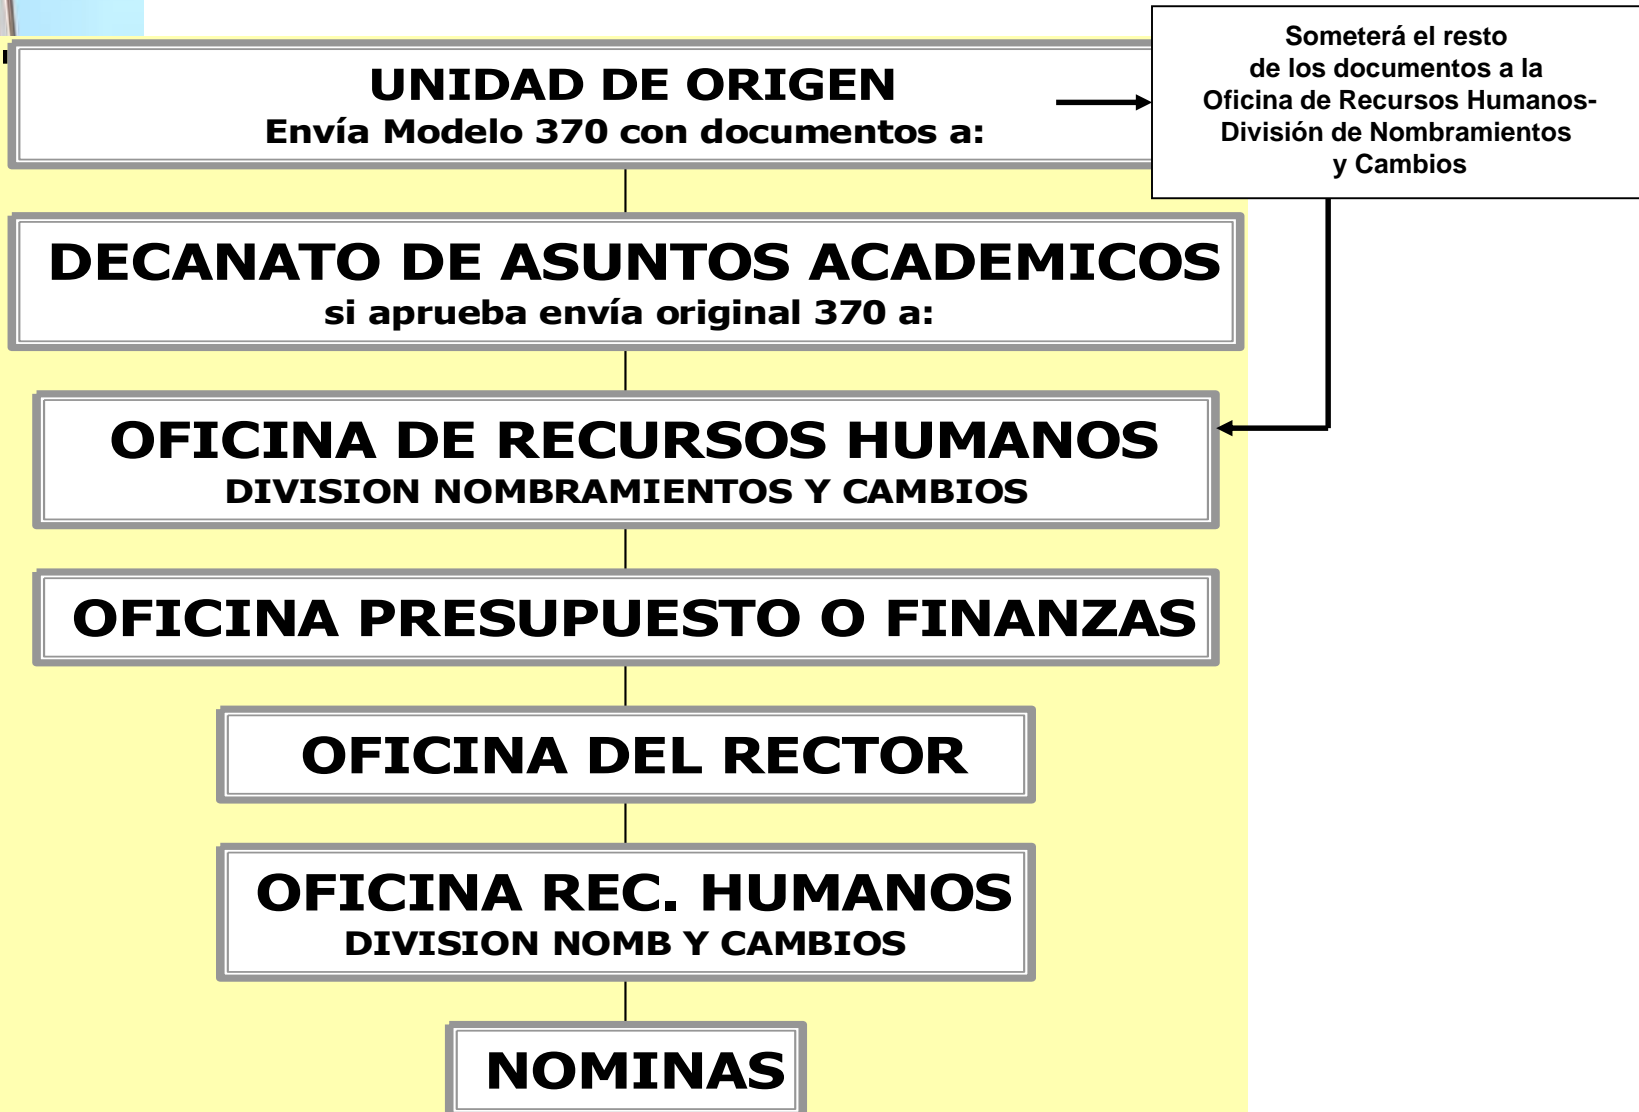 UNIDAD DE ORIGEN
Envía Modelo 370 con documentos a:
Someterá el resto
de los documentos a la
Oficina de Recursos Humanos-
División de Nombramientos
y Cambios
DECANATO DE ASUNTOS ACADEMICOS
si aprueba envía original 370 a:
OFICINA DE RECURSOS HUMANOS
DIVISION NOMBRAMIENTOS Y CAMBIOS
OFICINA PRESUPUESTO O FINANZAS
OFICINA DEL RECTOR
OFICINA REC. HUMANOS
DIVISION NOMB Y CAMBIOS
NOMINAS